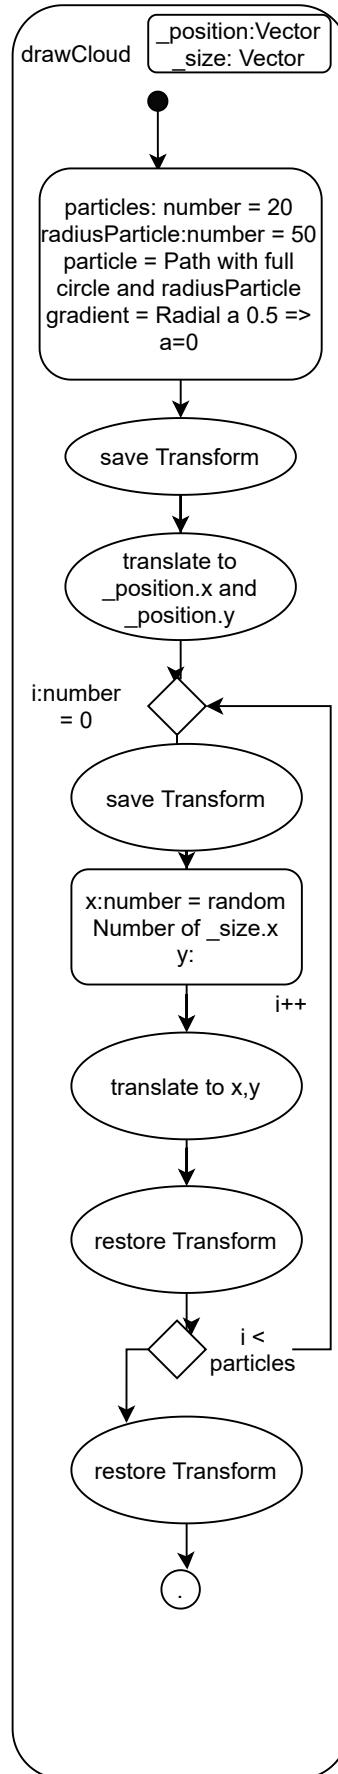 drawCloud
_position:Vector
_size: Vector
particles: number = 20
radiusParticle:number = 50
particle = Path with full
circle and radiusParticle
gradient = Radial a 0.5 =>
a=0
save Transform
translate to
_position.x and
_position.y
i:number
= 0
save Transform
x:number = random
Number of _size.x
y:
i++
translate to x,y
restore Transform
i <
particles
restore Transform
.